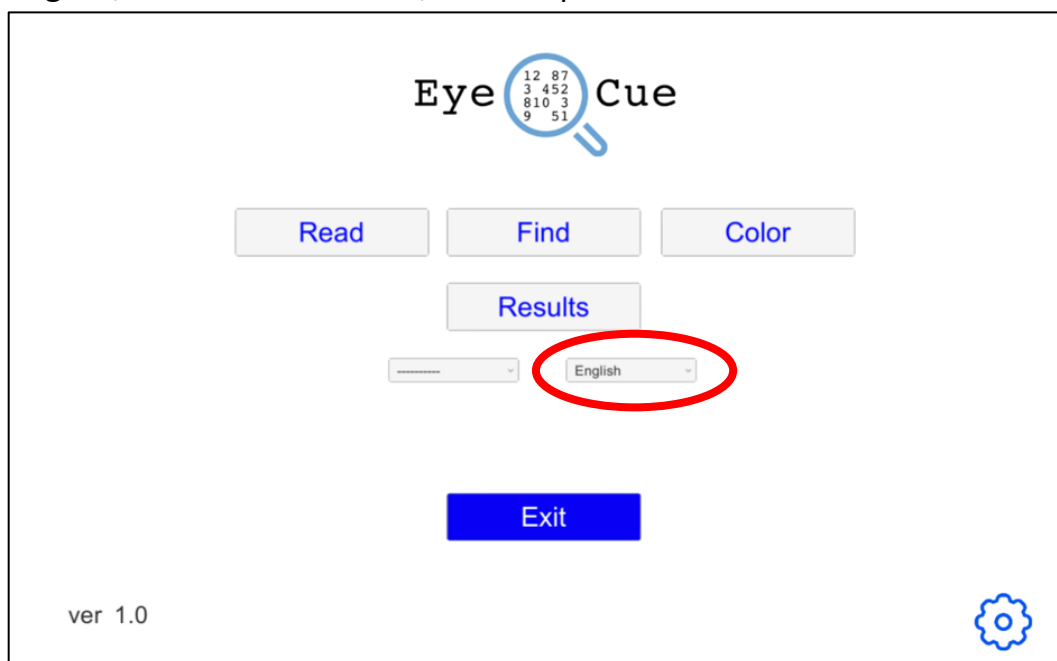 Eye Cue
12 87
3 452
810 3
9 51
Read Find Color
Results
---------- English
Exit
ver 1.0